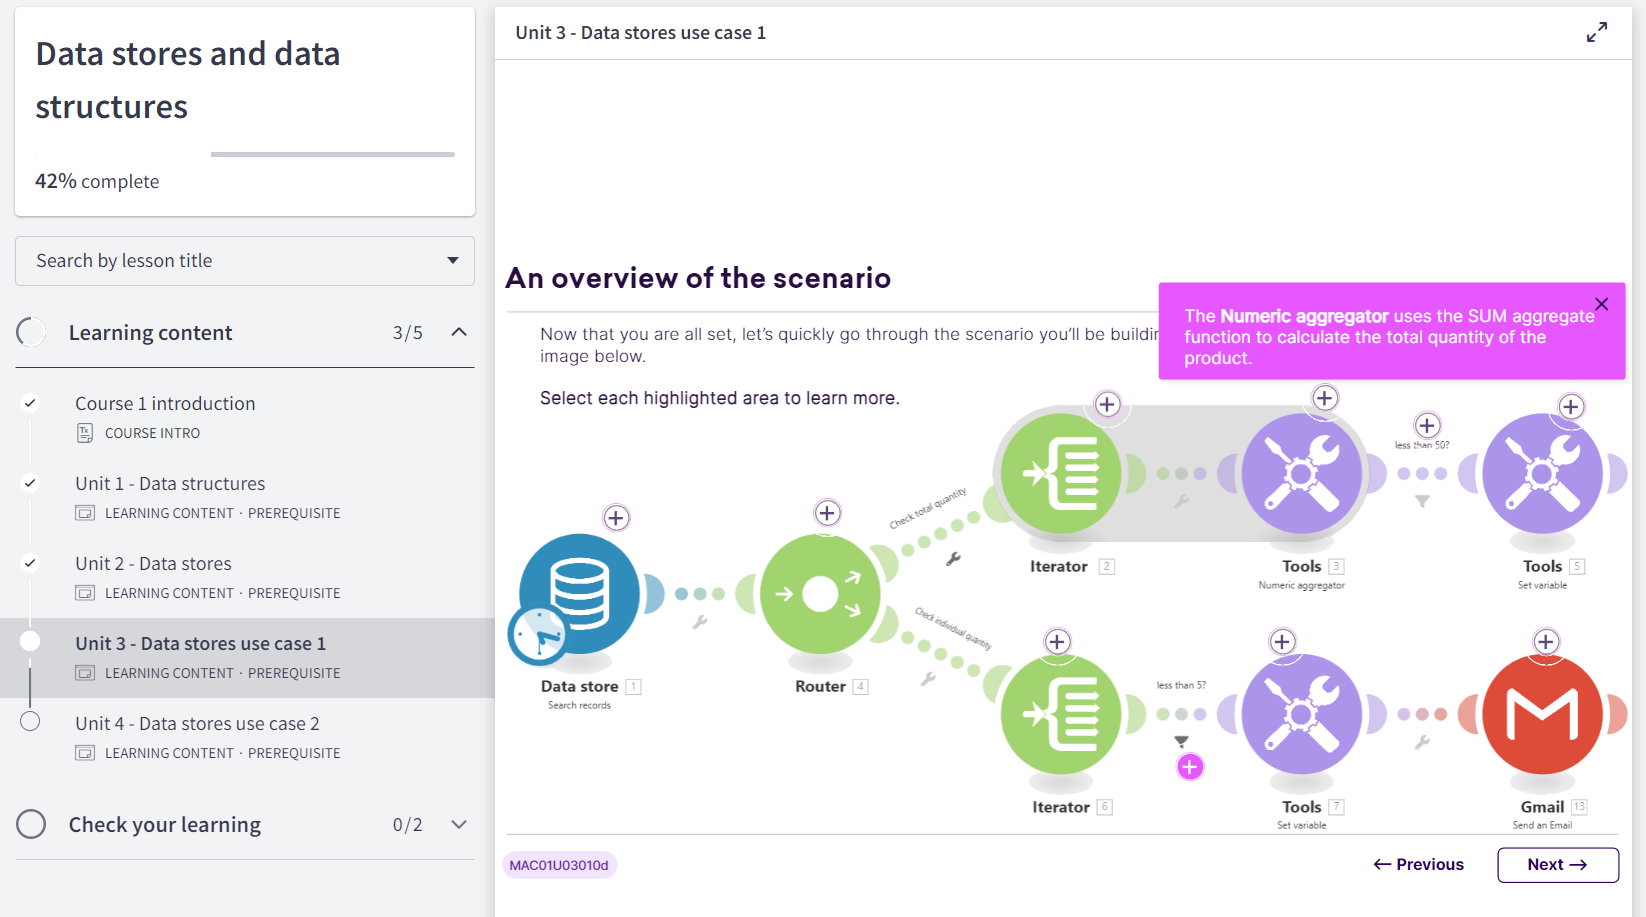 Data stores and data
structures
42% complete
Search by lesson title
Learning content 3/5
Course 1 introduction
COURSE INTRO
Unit 1 - Data structures
LEARNING CONTENT · PREREQUISITE
Unit 2 - Data stores
LEARNING CONTENT · PREREQUISITE
Unit 3 - Data stores use case 1
LEARNING CONTENT · PREREQUISITE
Unit 4 - Data stores use case 2
LEARNING CONTENT · PREREQUISITE
Check your learning 0/2
Unit 3 - Data stores use case 1
An overview of the scenario
Now that you are all set, let's quickly go through the scenario you'll be
image below.
Select each highlighted area to learn more.
The Numeric aggregator uses the SUM aggregate
function to calculate the total quantity of the
product.
Check total quantity
less than 50?
Iterator 2
Tools 3
Numeric aggregator
Tools 5
Set variable
Data store 1
Search records
Router 4
Check individual quantity
less than 5?
Iterator 6
Tools 7
Set variable
Gmail 13
Send an Email
MAC01U03010d
← Previous
Next →